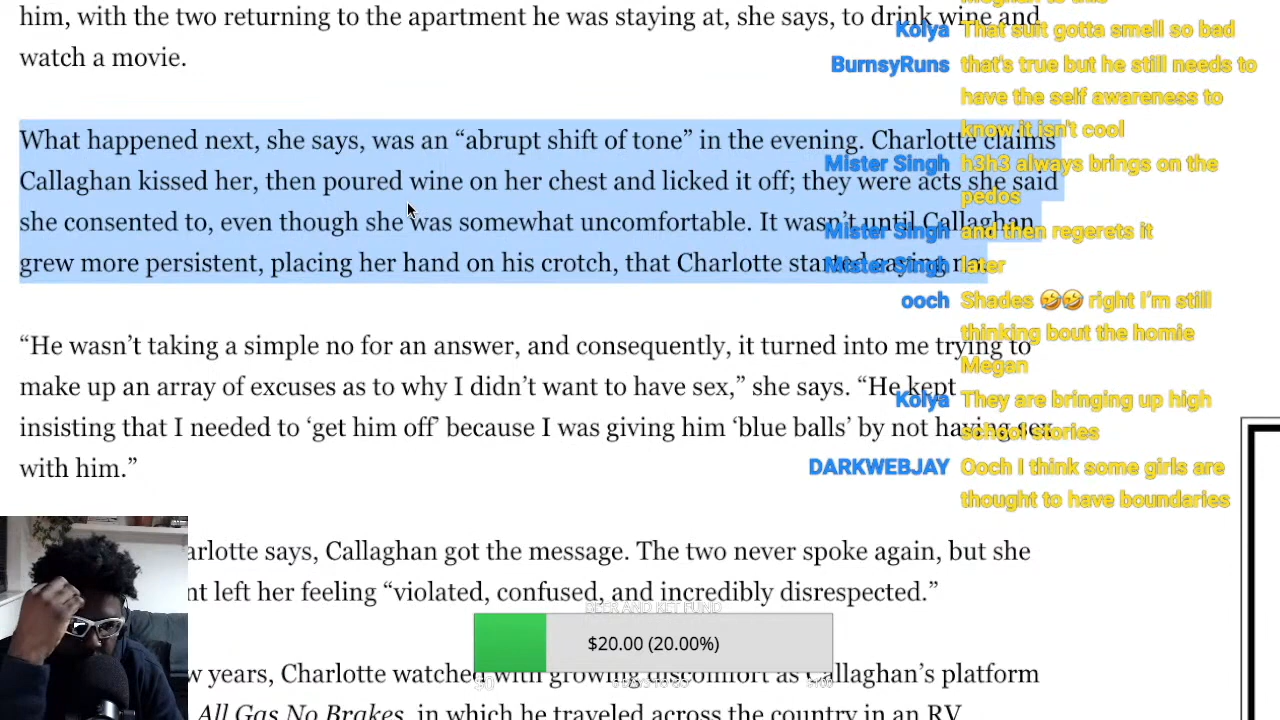 him, with the two returning to the apartment he was staying at, she says, to drink wine and
watch a movie.
What happened next, she says, was an “abrupt shift of tone” in the evening. Charlotte claims
Callaghan kissed her, then poured wine on her chest and licked it off; they were acts she said
she consented to, even though she was somewhat uncomfortable. It wasn’t until Callaghan
grew more persistent, placing her hand on his crotch, that Charlotte started saying no.
“He wasn’t taking a simple no for an answer, and consequently, it turned into me trying to
make up an array of excuses as to why I didn’t want to have sex,” she says. “He kept
insisting that I needed to ‘get him off’ because I was giving him ‘blue balls’ by not having sex
with him.”
arlotte says, Callaghan got the message. The two never spoke again, but she
nt left her feeling “violated, confused, and incredibly disrespected.”
w years, Charlotte watched with growing discomfort as Callaghan’s platform
All Gas No Brakes, in which he traveled across the country in an RV
Kolya That suit gotta smell so bad
BurnsyRuns that's true but he still needs to
have the self awareness to
know it isn't cool
Mister Singh h3h3 always brings on the
pedos
Mister Singh and then regerets it
Mister Singh later
ooch Shades 🤣🤣 right I'm still
thinking bout the homie
Megan
Kolya They are bringing up high
school stories
DARKWEBJAY Ooch I think some girls are
thought to have boundaries
BEER AND KET FUND
$20.00 (20.00%)
$0